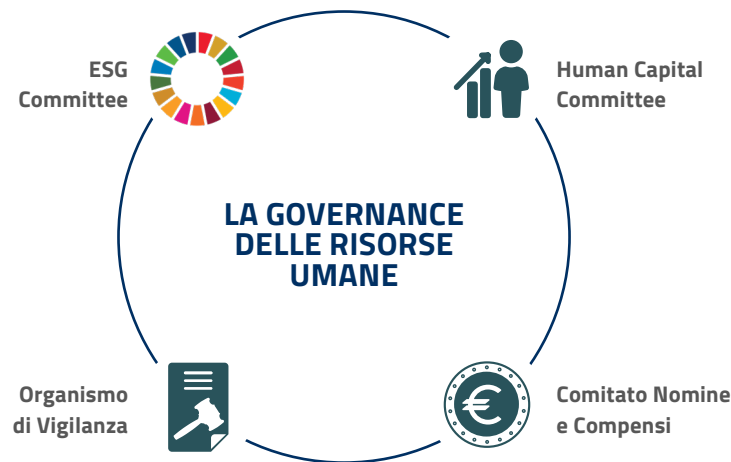 ESG
Committee
Human Capital
Committee
LA GOVERNANCE
DELLE RISORSE
UMANE
Organismo
di Vigilanza
€
Comitato Nomine
e Compensi